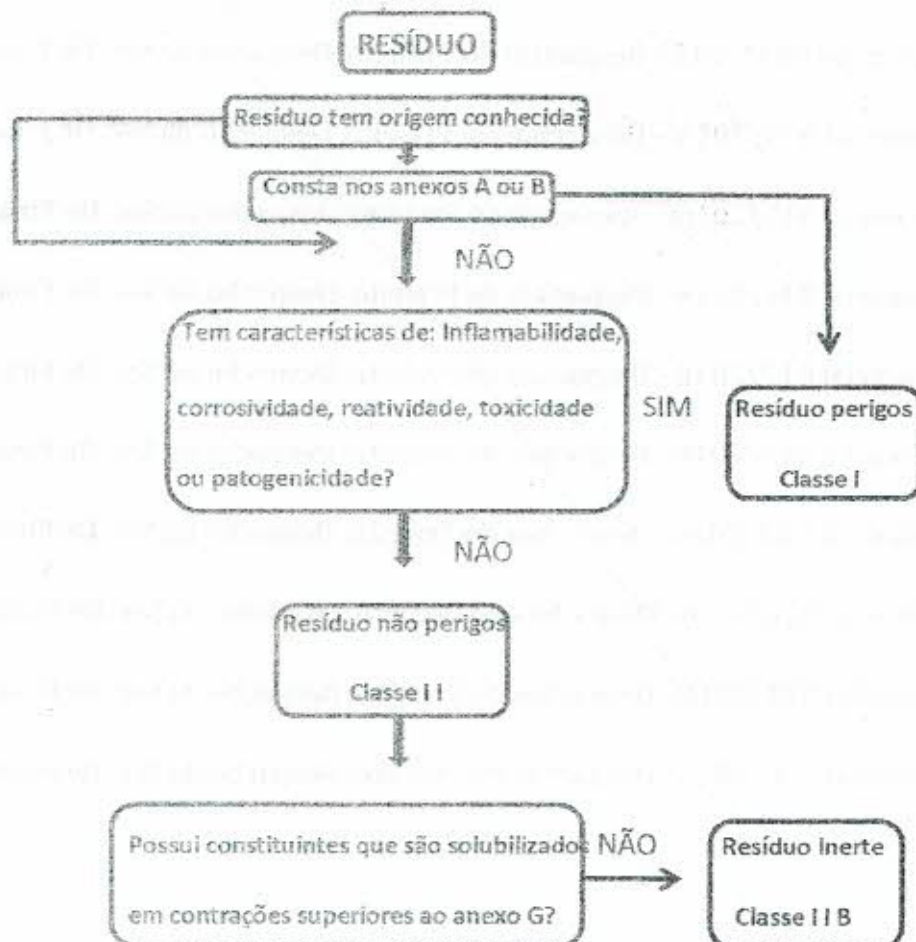 RESÍDUO
Resíduo tem origem conhecida?
Consta nos anexos A ou B
NÃO
Tem características de: Inflamabilidade,
corrosividade, reatividade, toxicidade
ou patogenicidade?
SIM
Resíduo perigos
Classe I
NÃO
Resíduo não perigos
Classe I I
Possui constituintes que são solubilizados
em contrações superiores ao anexo G?
NÃO
Resíduo Inerte
Classe I I B